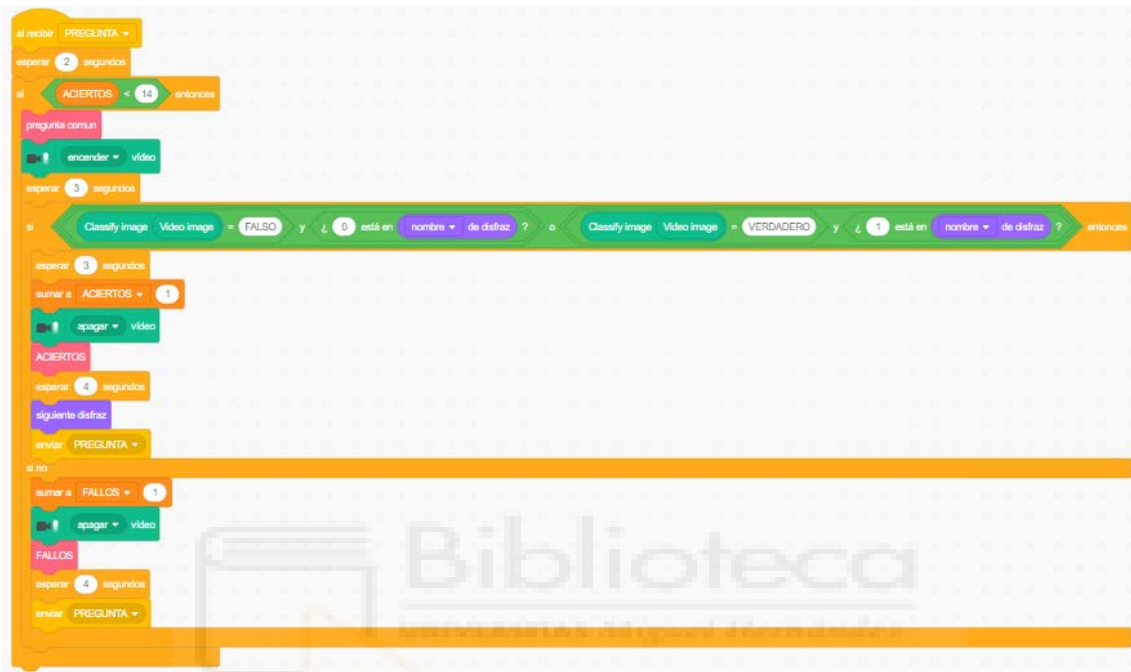 al recibir PREGUNTA
esperar 2 segundos
si ACIERTOS < 14 entonces
pregunta comun
encender vídeo
esperar 3 segundos
si Classify image Video image = FALSO y ¿ 0 está en nombre de disfraz ? o Classify image Video image = VERDADERO y ¿ 1 está en nombre de disfraz ? entonces
esperar 3 segundos
sumar a ACIERTOS 1
apagar vídeo
ACIERTOS
esperar 4 segundos
siguiente disfraz
enviar PREGUNTA
si no
sumar a FALLOS 1
apagar vídeo
FALLOS
esperar 4 segundos
enviar PREGUNTA
Biblioteca
UNIVERSITAS Miguel Hernández